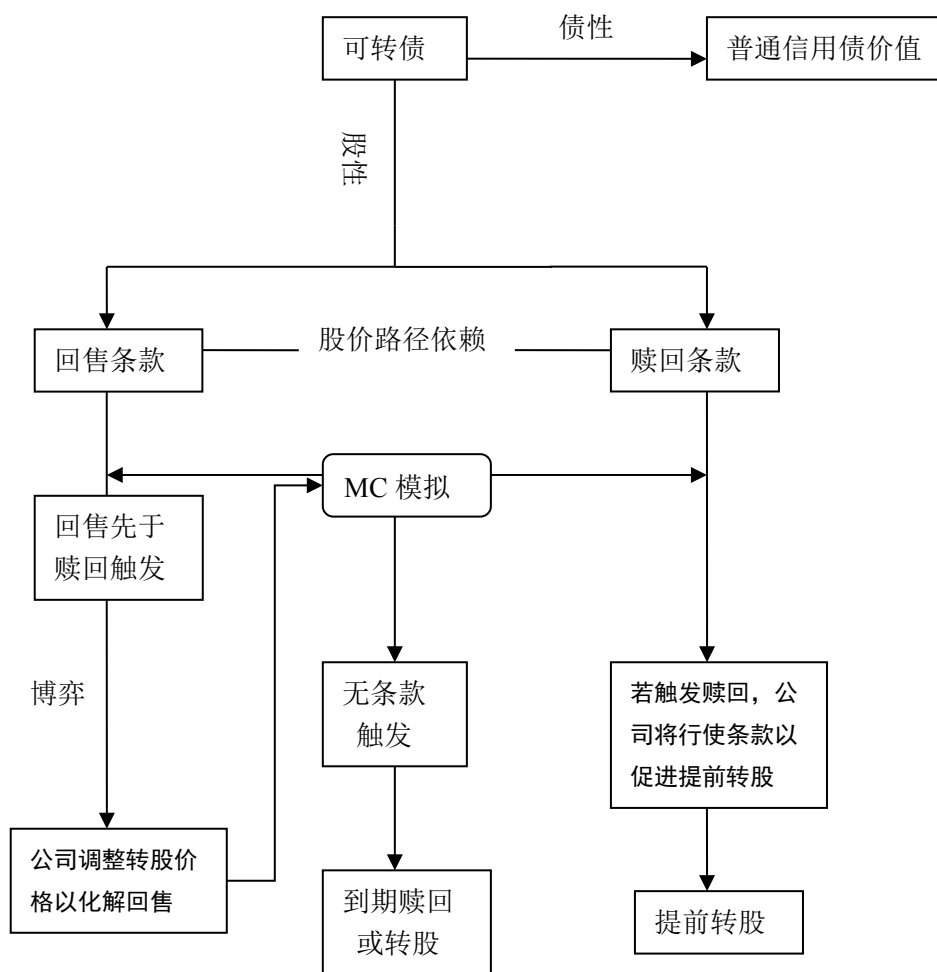 可转债
债性
普通信用债价值
股性
回售条款
股价路径依赖
赎回条款
MC 模拟
回售先于
赎回触发
博弈
无条款
触发
若触发赎回，公
司将行使条款以
促进提前转股
公司调整转股价
格以化解回售
到期赎回
或转股
提前转股